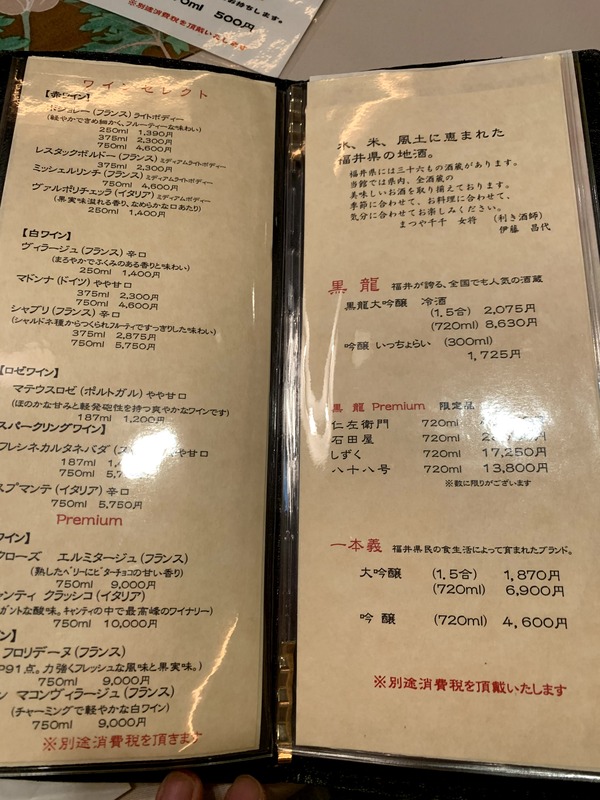 お持ちします。
0ml 500円
※別途消費税を頂戴いたします
ワインセレクト
【赤ワイン】
ボジョレー (フランス) ライトボディー
(軽やかできめ細かく、フルーティーな味わい)
250ml 1,390円
375ml 2,300円
750ml 4,600円
レスタックボルドー (フランス) ミディアムライトボディー
375ml 2,300円
ミッシェルリンチ (フランス) ミディアムライトボディー
750ml 4,600円
ヴァルポリチェッラ (イタリア) ミディアムボディー
(果実味溢れる香り、なめらかな口あたり)
250ml 1,400円
【白ワイン】
ヴィラージュ (フランス) 辛口
(まろやかでふくみのある香りと味わい)
250ml 1,400円
マドンナ (ドイツ) やや甘口
375ml 2,300円
750ml 4,600円
シャブリ (フランス) 辛口
(シャルドネ種からつくられフルーティですっきりした味わい)
375ml 2,875円
750ml 5,750円
【ロゼワイン】
マテウスロゼ (ポルトガル) やや甘口
(ほのかな甘みと軽発砲性を持つ爽やかなワインです)
187ml 1,200円
スパークリングワイン】
フレシネカルタネバダ (ス やや甘口
187ml
750ml 5,75
スプマンテ (イタリア) 辛口
750ml 5,750円
Premium
ワイン】
クローズ エルミタージュ (フランス)
(熟したベリーにビターチョコの甘い香り)
750ml 9,000円
ャンティ クラッシコ (イタリア)
ガントな酸味。キャンティの中で最高峰のワイナリー)
750ml 10,000円
ン】
フロリデーヌ (フランス)
P91点。力強くフレッシュな風味と果実味。)
750ml 9,000円
ン マコンヴィラージュ (フランス)
(チャーミングで軽やかな白ワイン)
750ml 9,000円
※別途消費税を頂きます
水、米、風土に恵まれた
福井県の地酒。
福井県には三十六もの酒蔵があります。
当館では県内、全酒蔵の
美味しいお酒を取り揃えております。
季節に合わせて、お料理に合わせて、
気分に合わせてお楽しみください。
まつや千千 女将 (利き酒師)
伊藤 昌代
黒龍 福井が誇る、全国でも人気の酒蔵
黒龍大吟醸 冷酒
(1.5合) 2,075円
(720ml) 8,630円
吟醸 いっちょらい (300ml)
1,725円
黒龍 Premium 限定品
仁左衛門 720ml
石田屋 720ml
しずく 720ml 17,250円
八十八号 720ml 13,800円
※数に限りがございます
一本義 福井県民の食生活によって育まれたブランド。
大吟醸 (1.5合) 1,870円
(720ml) 6,900円
吟醸 (720ml) 4,600円
※別途消費税を頂戴いたします